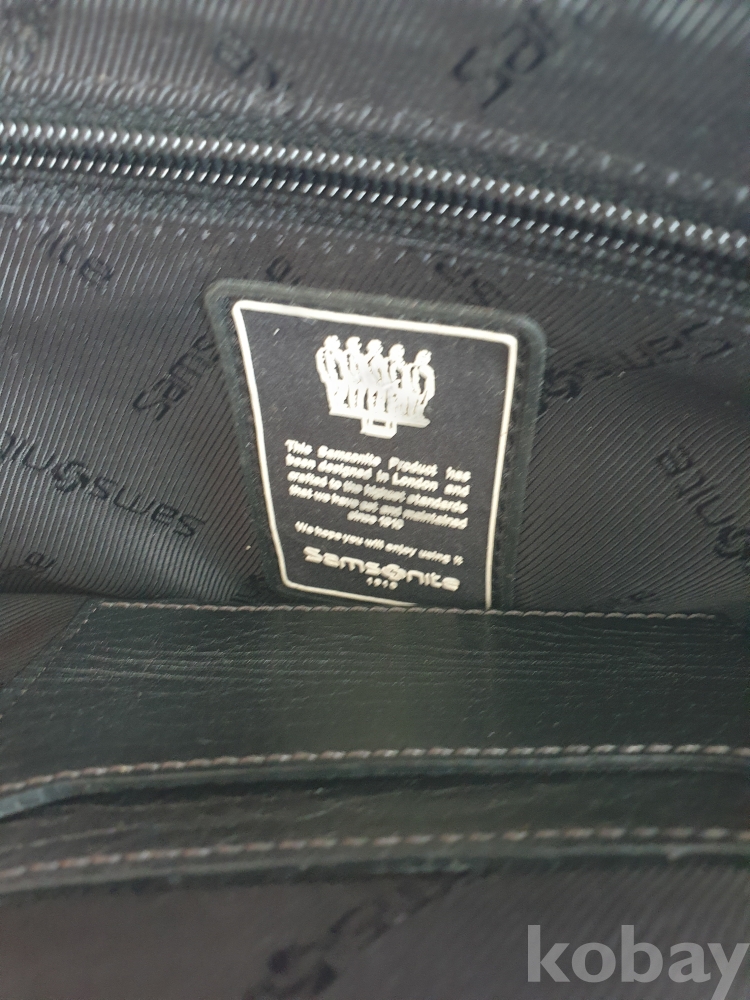 Samsonite
This Samsonite Product has
been designed in London and
crafted to the highest standards
that we have set and maintained
since 1910
We hope you will enjoy using it
Samsonite
1910
kobay